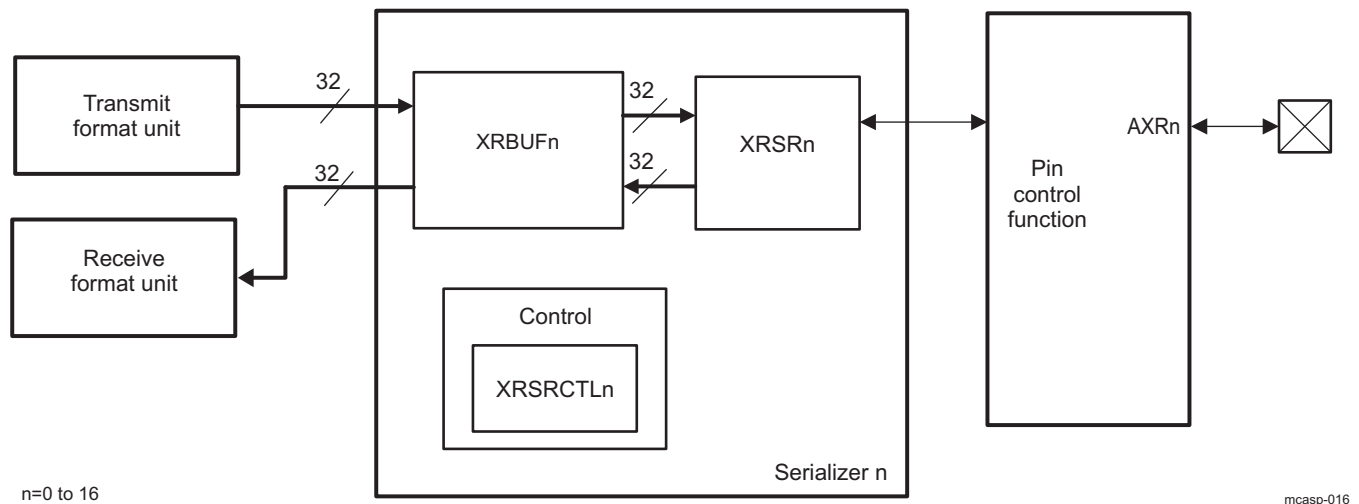 Transmit
format unit
32
32
XRBUFn
32
32
XRSRn
Receive
format unit
Control
XRSRCTLn
Serializer n
Pin
control
function
AXRn
n=0 to 16
mcasp-016